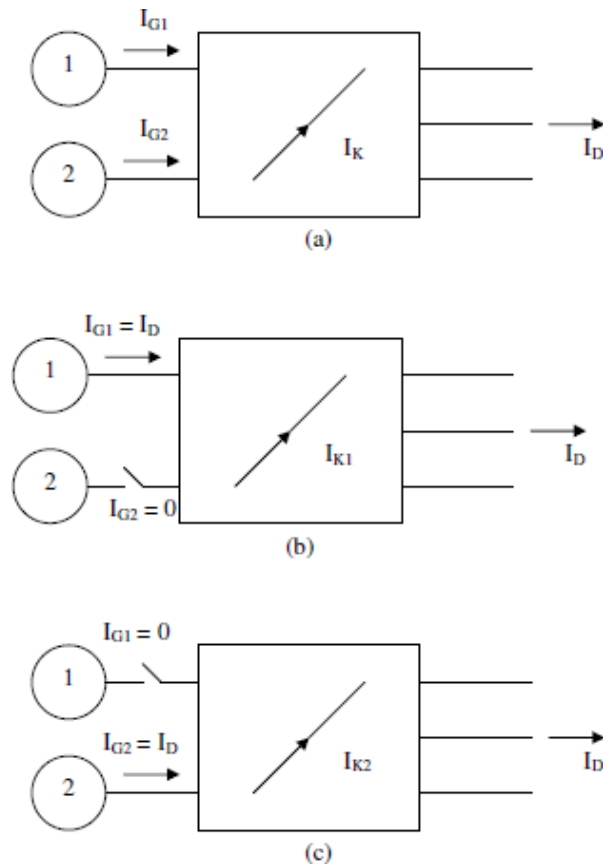 I_G1
1
I_G2
2
I_K
I_D
(a)
I_G1 = I_D
1
2
I_G2 = 0
I_K1
I_D
(b)
I_G1 = 0
1
I_G2 = I_D
2
I_K2
I_D
(c)